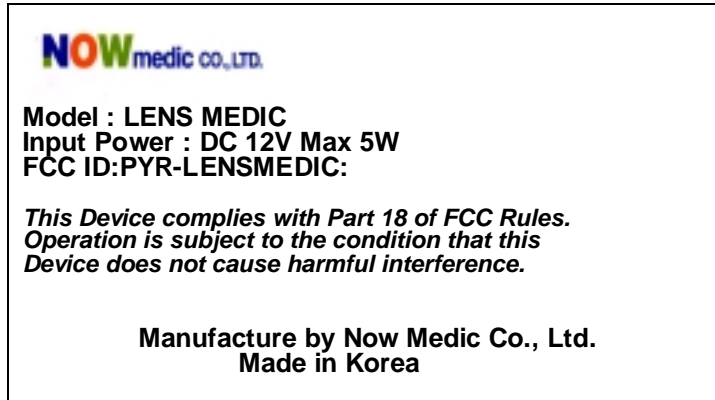 NOWmedic CO.,LTD.
Model : LENS MEDIC
Input Power : DC 12V Max 5W
FCC ID:PYR-LENSMEDIC:
This Device complies with Part 18 of FCC Rules.
Operation is subject to the condition that this
Device does not cause harmful interference.
Manufacture by Now Medic Co., Ltd.
Made in Korea